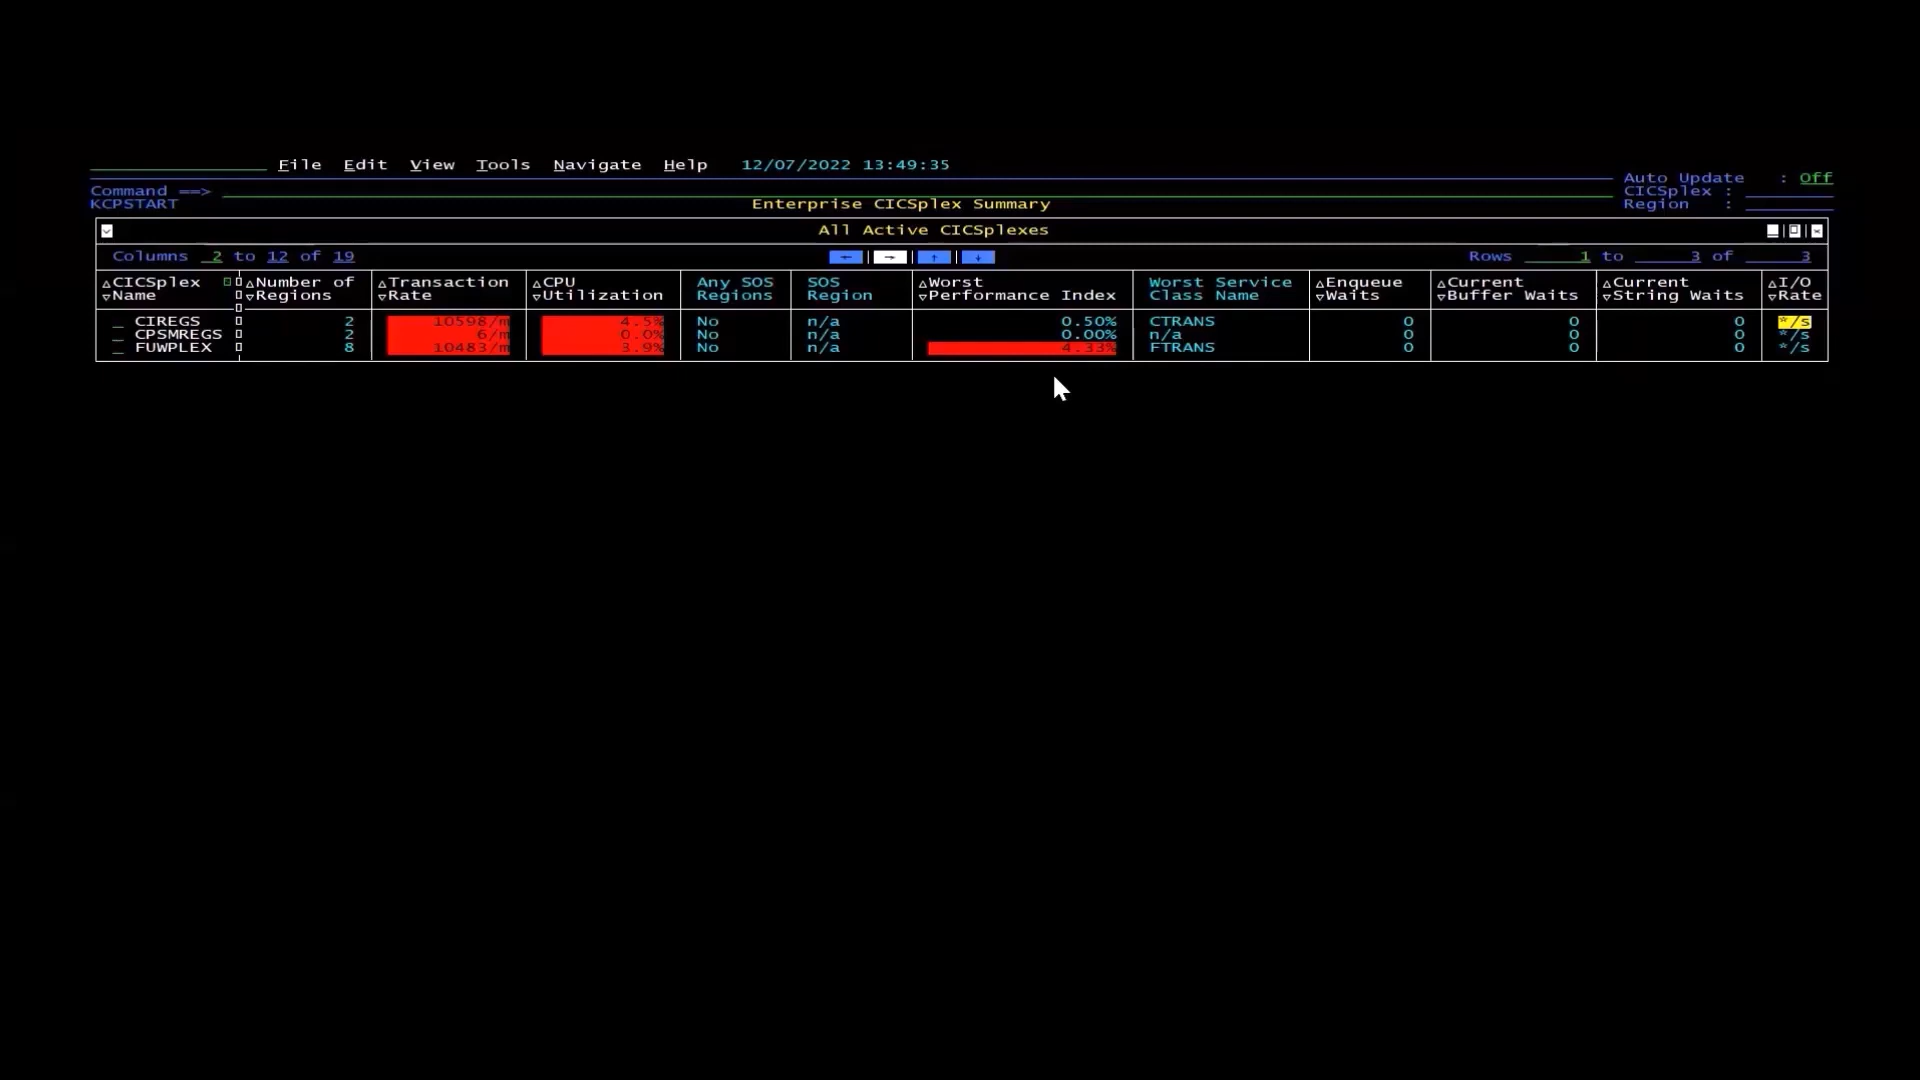 File Edit View Tools Navigate Help 12/07/2022 13:49:35
Auto Update : Off
Command ==>
CICSplex :
KCPSTART Enterprise CICSplex Summary Region :
All Active CICSplexes
Columns 2 to 12 of 19 ← → ↑ ↓ Rows 1 to 3 of 3
△CICSplex △Number of △Transaction △CPU Any SOS SOS △Worst Worst Service △Enqueue △Current △Current △I/O
▽Name ▽Regions ▽Rate ▽Utilization Regions Region ▽Performance Index Class Name ▽Waits ▽Buffer Waits ▽String Waits ▽Rate
_ CIREGS 2 10598/m 4.5% No n/a 0.50% CTRANS 0 0 0 */s
_ CPSMREGS 2 6/m 0.0% No n/a 0.00% n/a 0 0 0 */s
_ FUWPLEX 8 10483/m 3.9% No n/a 4.33% FTRANS 0 0 0 */s